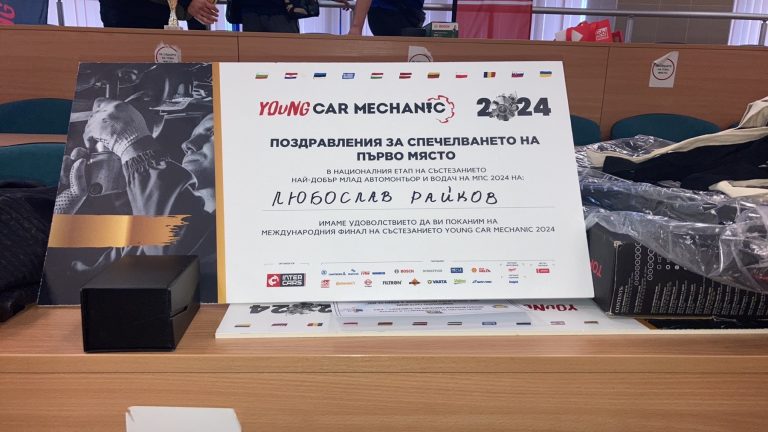 YOUNG CAR MECHANIC 2024
ПОЗДРАВЛЕНИЯ ЗА СПЕЧЕЛВАНЕТО НА
ПЪРВО МЯСТО
В НАЦИОНАЛНИЯ ЕТАП НА СЪСТЕЗАНИЕТО
НАЙ-ДОБЪР МЛАД АВТОМОНТЬОР И ВОДАЧ НА МПС 2024 НА:
ЛЮБОСЛАВ РАЙКОВ
ИМАМЕ УДОВОЛСТВИЕТО ДА ВИ ПОКАНИМ НА
МЕЖДУНАРОДНИЯ ФИНАЛ НА СЪСТЕЗАНИЕТО YOUNG CAR MECHANIC 2024
INTER CARS
BOSCH
FILTRON
VARTA
2024